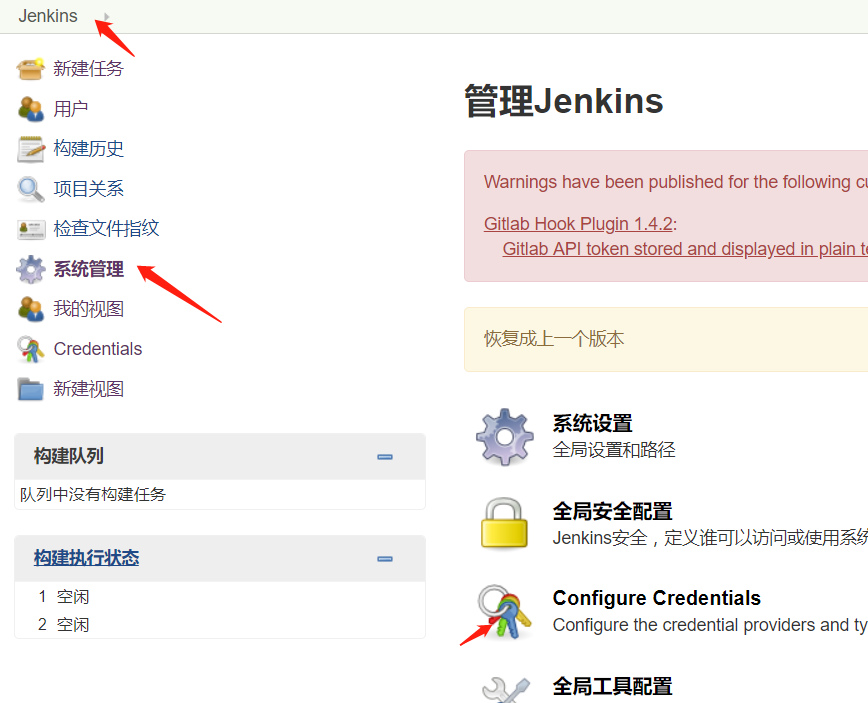 Jenkins
新建任务
用户
构建历史
项目关系
检查文件指纹
系统管理
我的视图
Credentials
新建视图
构建队列
队列中没有构建任务
构建执行状态
1 空闲
2 空闲
管理Jenkins
Warnings have been published for the following
Gitlab Hook Plugin 1.4.2:
Gitlab API token stored and displayed in plain
恢复成上一个版本
系统设置
全局设置和路径
全局安全配置
Jenkins安全，定义谁可以访问或使用系统
Configure Credentials
Configure the credential providers and
全局工具配置